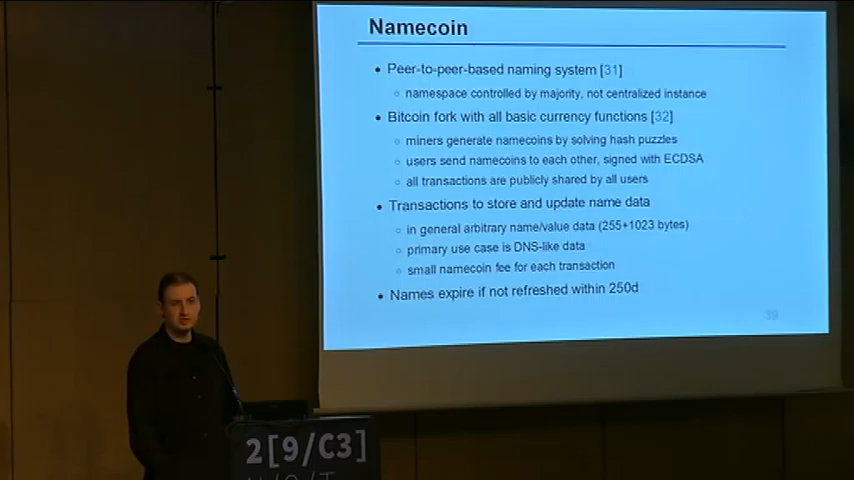 Namecoin
• Peer-to-peer-based naming system [31]
○ namespace controlled by majority, not centralized instance
• Bitcoin fork with all basic currency functions [32]
○ miners generate namecoins by solving hash puzzles
○ users send namecoins to each other, signed with ECDSA
○ all transactions are publicly shared by all users
• Transactions to store and update name data
○ in general arbitrary name/value data (255+1023 bytes)
○ primary use case is DNS-like data
○ small namecoin fee for each transaction
• Names expire if not refreshed within 250d
39
2[9/C3]